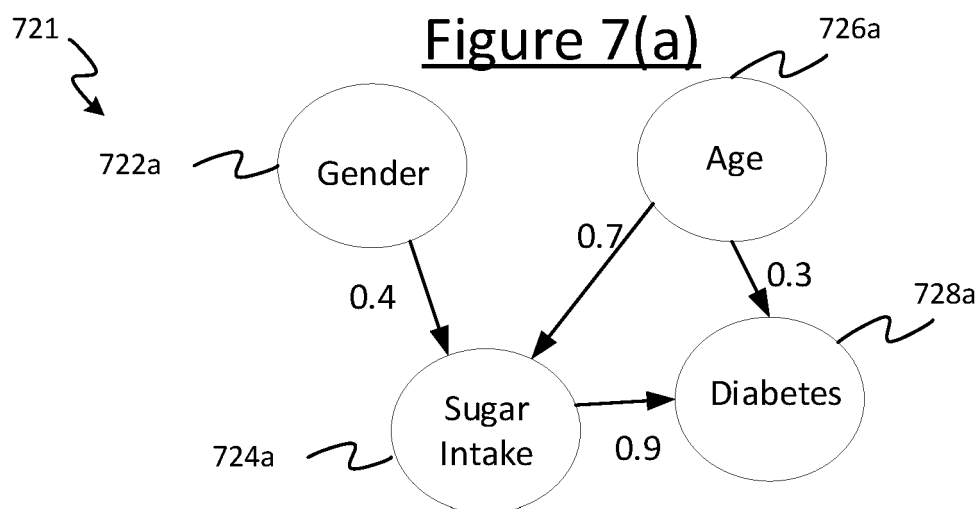 721
Figure 7(a)
726a
722a
Gender
Age
0.7
0.4
0.3
728a
Sugar
Intake
Diabetes
724a
0.9